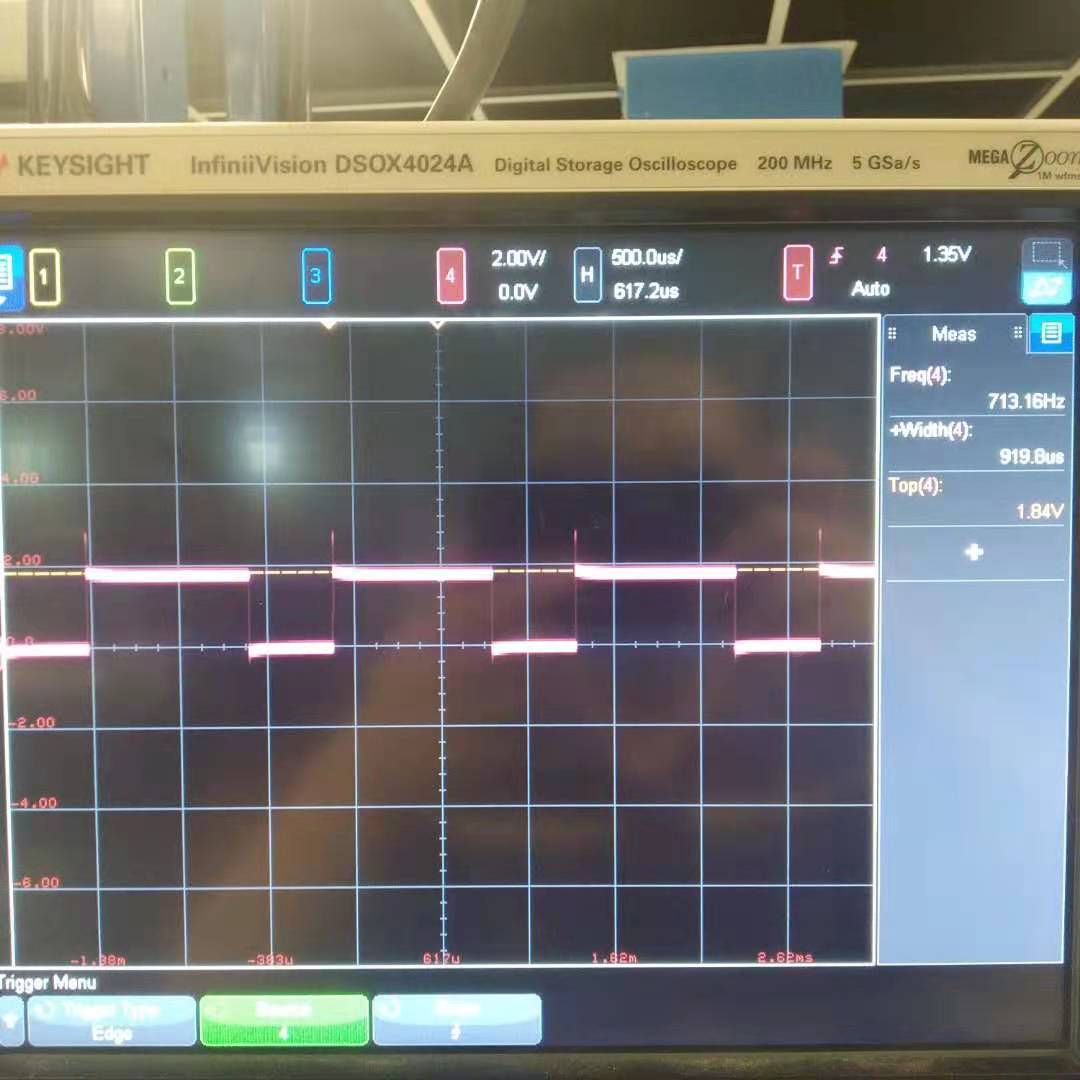 KEYSIGHT InfiniiVision DSOX4024A Digital Storage Oscilloscope 200 MHz 5 GSa/s MEGA Zoom
1M wfms
1 2 3 4 2.00V/ H 500.0us/ T 4 1.35V
0.0V 617.2us Auto
8.00V
Meas
Freq(4):
713.16Hz
6.00
+Width(4):
919.8us
4.00
Top(4):
1.84V
2.00
0.0
-2.00
-4.00
-6.00
-1.38m -383u 617u 1.62m 2.62ms
Trigger Menu
Trigger Type Source Slope
Edge 4